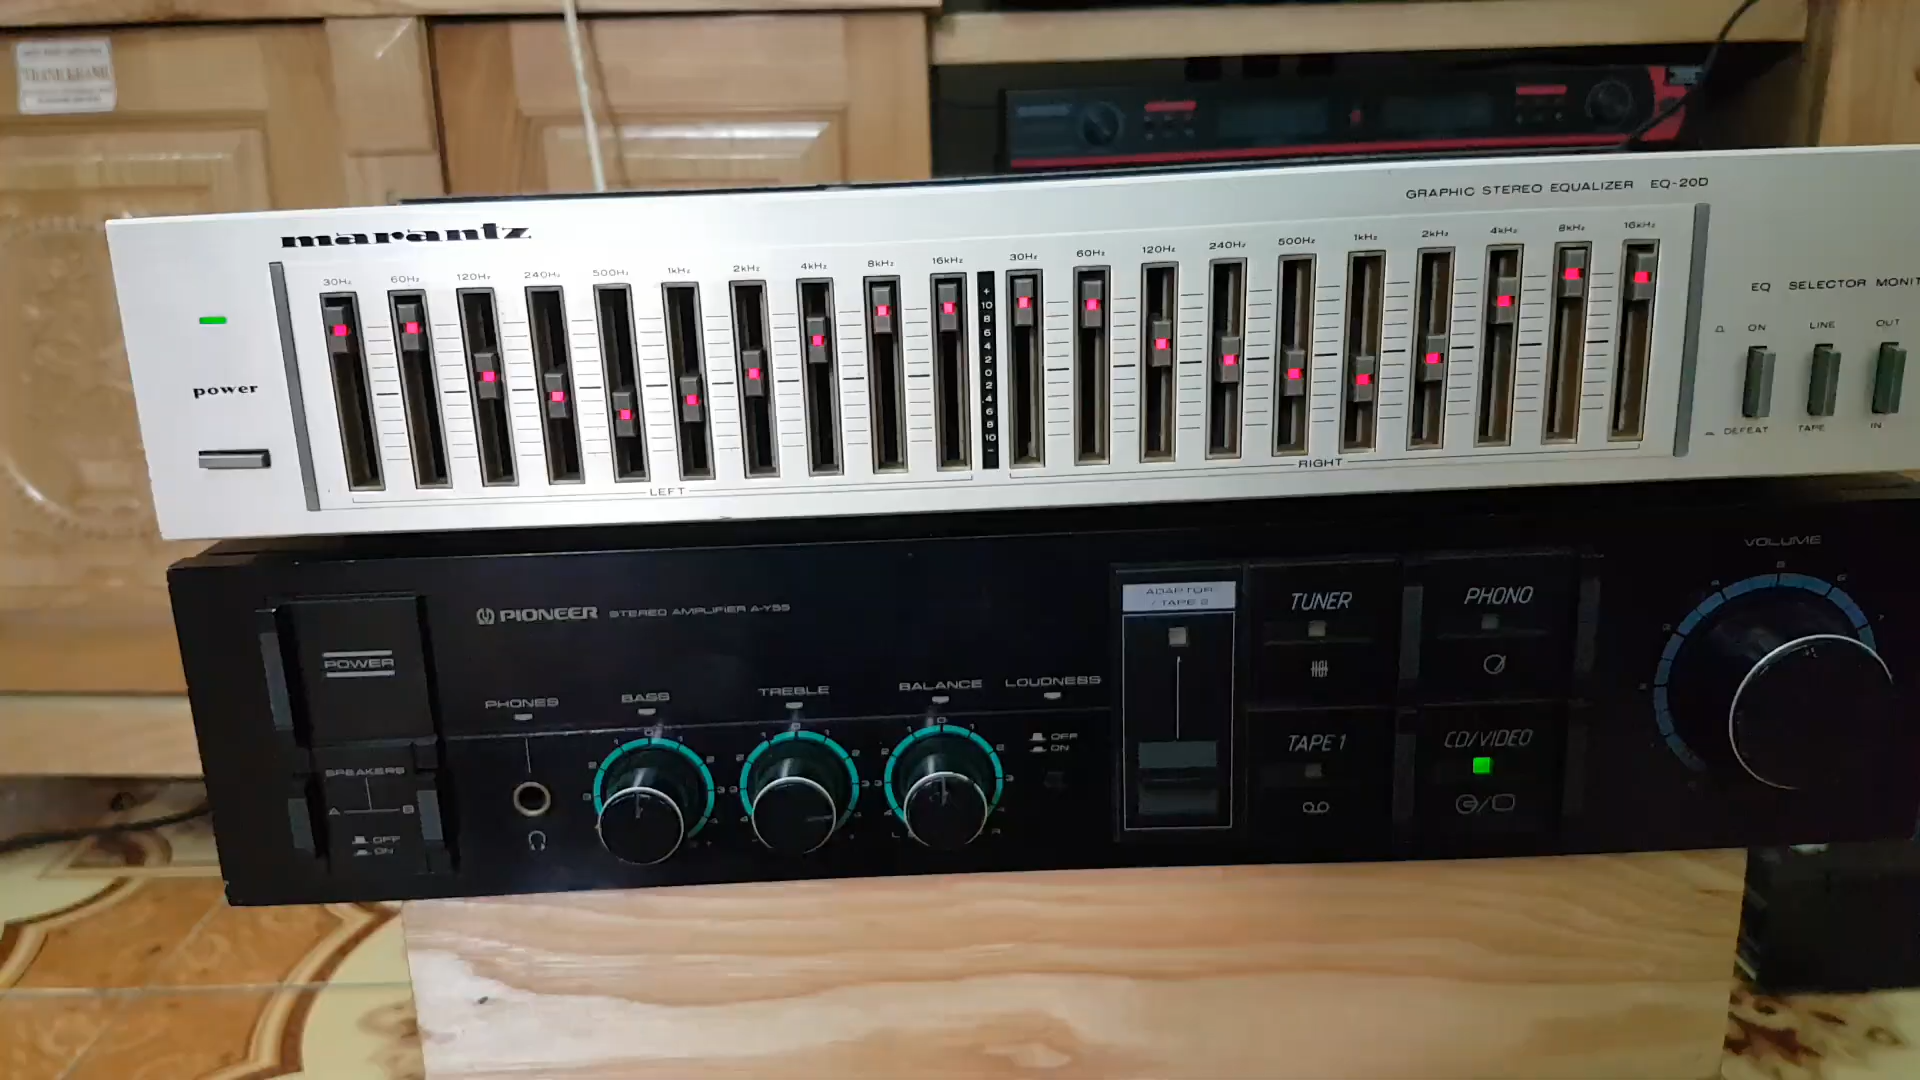 GRAPHIC STEREO EQUALIZER EQ-20D
marantz
30Hz 60Hz 120Hz 240Hz 500Hz 1kHz 2kHz 4kHz 8kHz 16kHz
30Hz 60Hz 120Hz 240Hz 500Hz 1kHz 2kHz 4kHz 8kHz 16kHz
+
10
8
6
4
2
0
2
4
6
8
10
-
LEFT
RIGHT
power
EQ SELECTOR MONIT
ON LINE OUT
DEFEAT TAPE IN
PIONEER STEREO AMPLIFIER A-Y55
POWER
SPEAKERS
A B
OFF
ON
PHONES
BASS
TREBLE
BALANCE
LOUDNESS
OFF
ON
ADAPTOR
/ TAPE 2
TUNER
PHONO
TAPE 1
CD/VIDEO
VOLUME